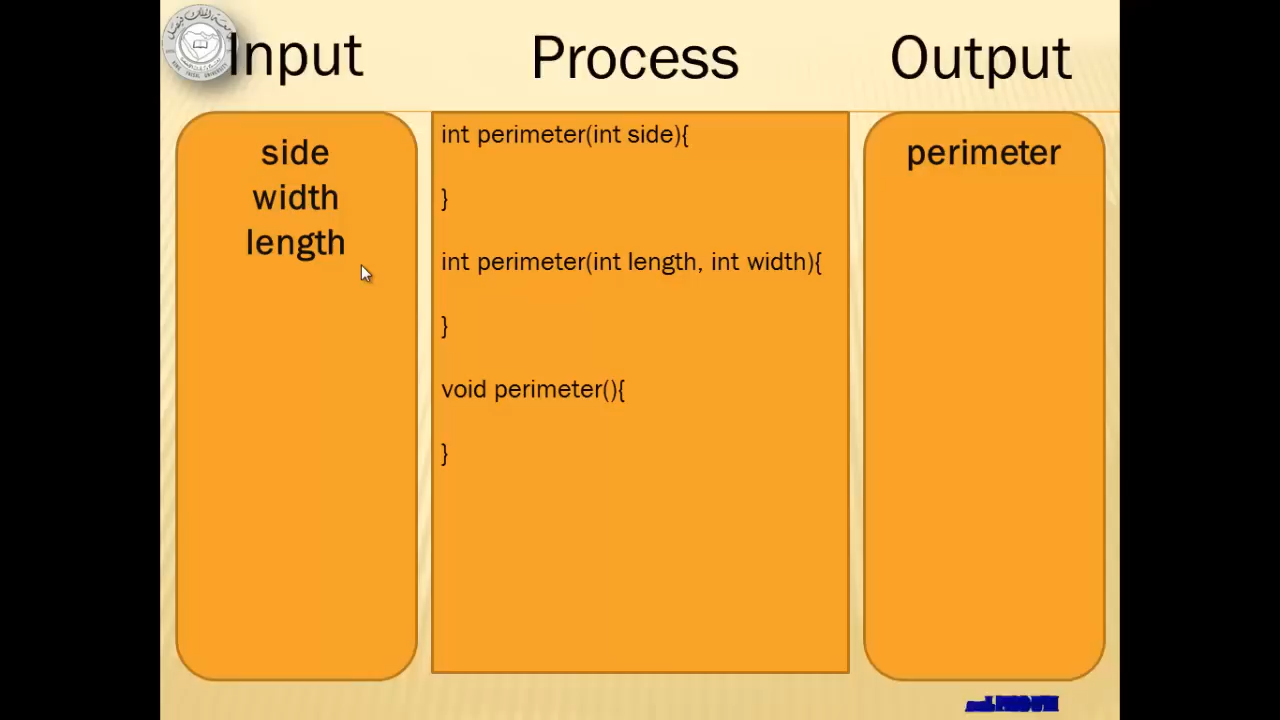 Input
Process
Output
side
width
length
int perimeter(int side){
}
int perimeter(int length, int width){
}
void perimeter(){
}
perimeter